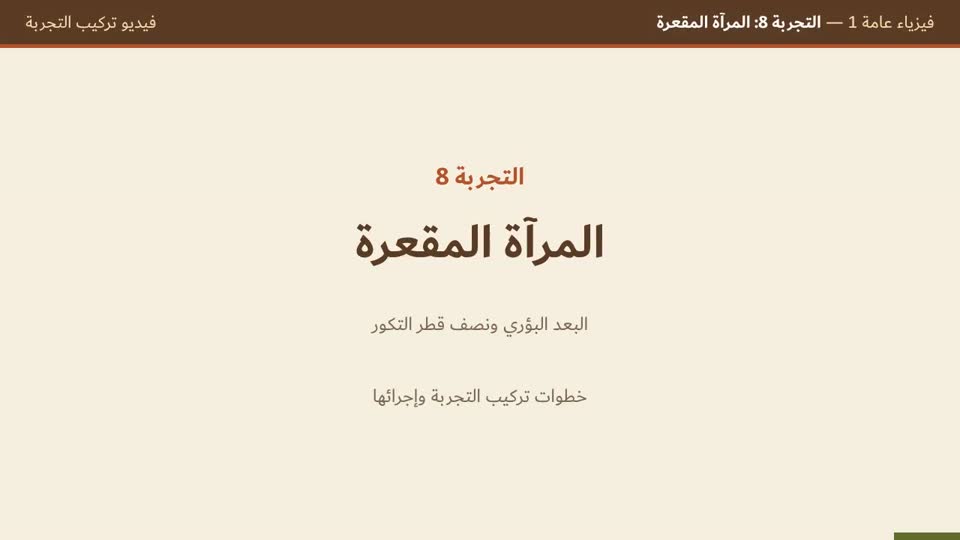 فيزياء عامة 1 — التجربة 8: المرآة المقعرة
فيديو تركيب التجربة
التجربة 8
المرآة المقعرة
البعد البؤري ونصف قطر التكور
خطوات تركيب التجربة وإجرائها